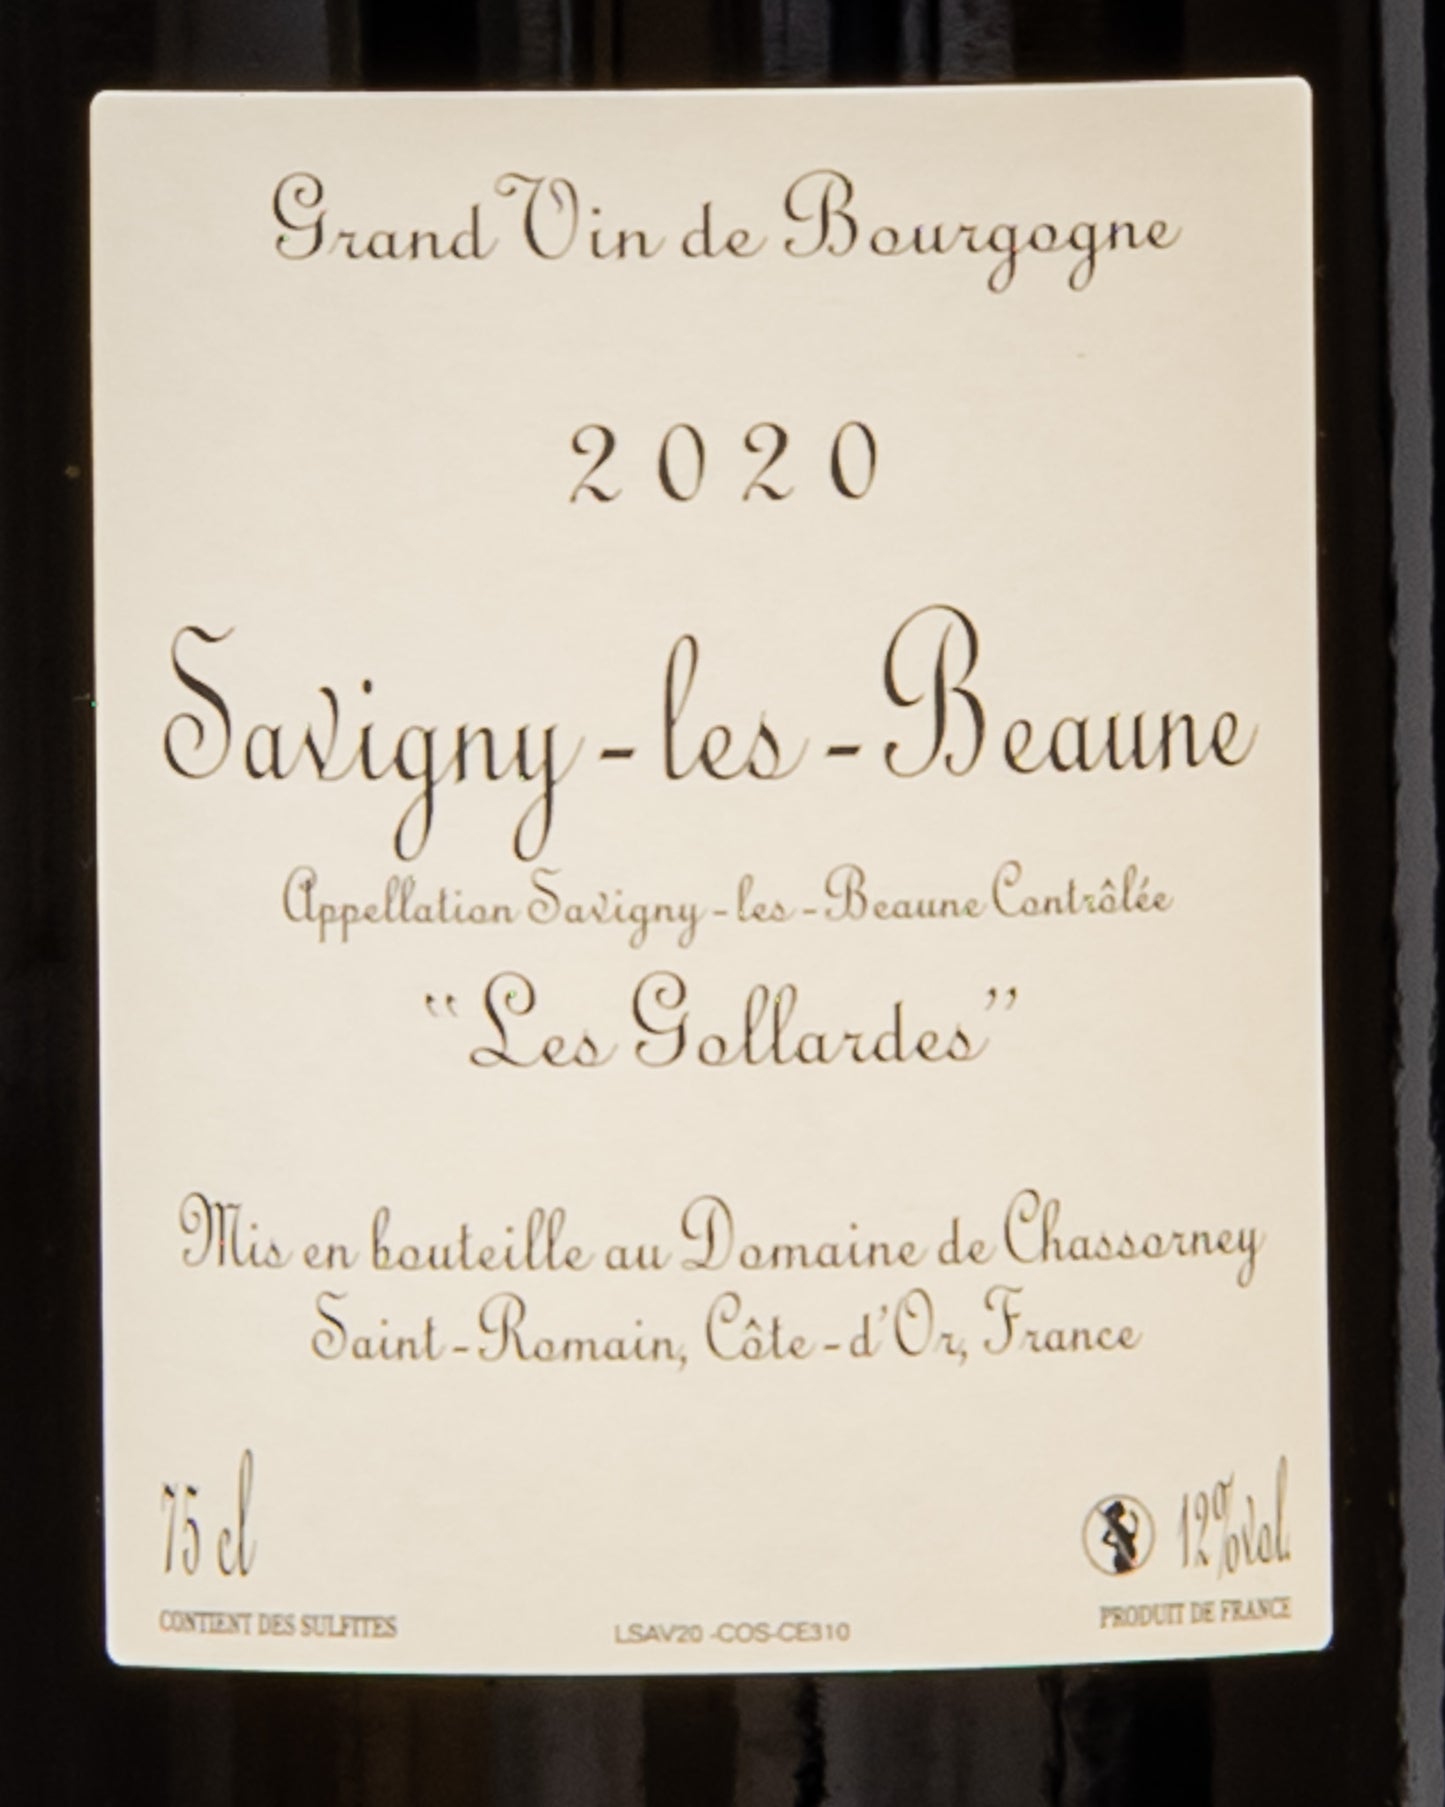 Grand Vin de Bourgogne
2020
Savigny-les-Beaune
Appellation Savigny-les-Beaune Contrôlée
“Les Gollardes”
Mis en bouteille au Domaine de Chassorney
Saint-Romain, Côte-d'Or, France
75 cl
12%vol.
CONTIENT DES SULFITES
LSAV20 -COS-CE310
PRODUIT DE FRANCE